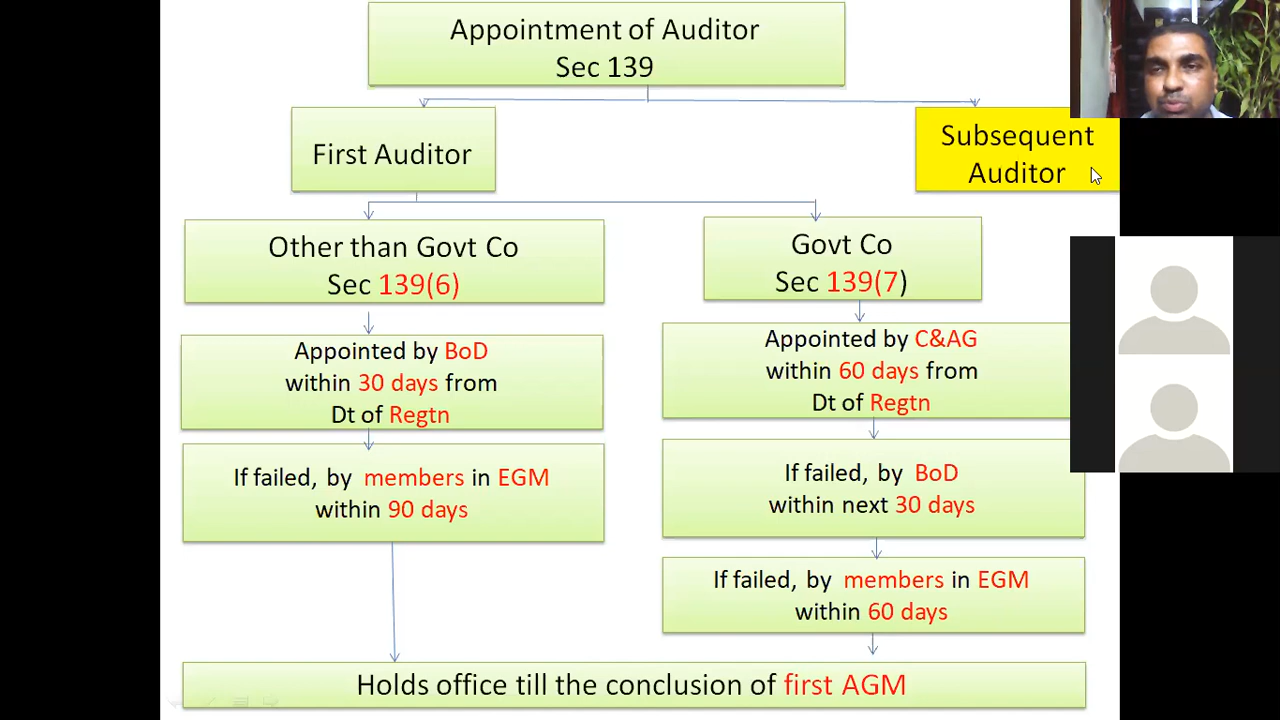 Appointment of Auditor
Sec 139
First Auditor
Subsequent
Auditor
Other than Govt Co
Sec 139(6)
Govt Co
Sec 139(7)
Appointed by BoD
within 30 days from
Dt of Regtn
Appointed by C&AG
within 60 days from
Dt of Regtn
If failed, by members in EGM
within 90 days
If failed, by BoD
within next 30 days
If failed, by members in EGM
within 60 days
Holds office till the conclusion of first AGM